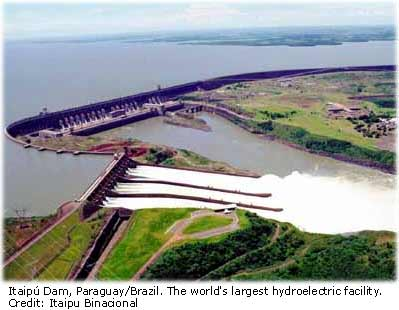 Itaipú Dam, Paraguay/Brazil. The world's largest hydroelectric facility.
Credit: Itaipu Binacional